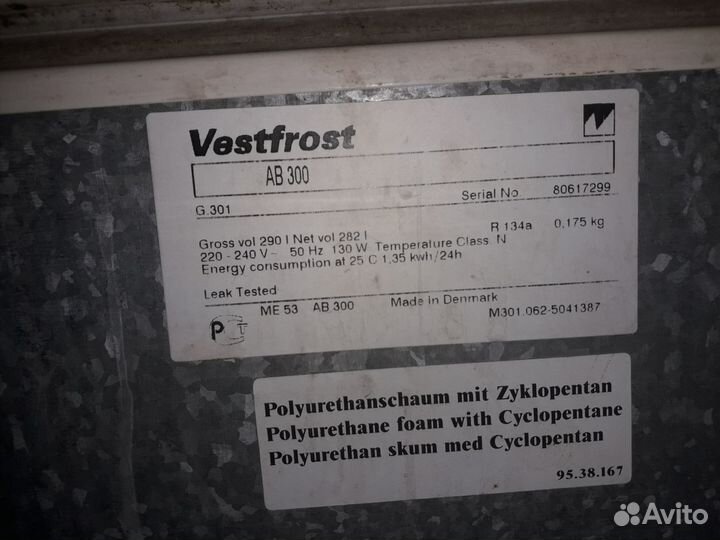 Vestfrost
AB 300
G.301
Serial No 80617299
Gross vol 290 l Net vol 282 l
R 134a 0,175 kg
220 - 240 V~ 50 Hz 130 W Temperature Class. N
Energy consumption at 25 C 1,35 kwh/24h
Leak Tested
ME 53 AB 300 Made in Denmark
M301.062-5041387
РСТ
Polyurethanschaum mit Zyklopentan
Polyurethane foam with Cyclopentane
Polyurethan skum med Cyclopentan
95.38.167
Avito